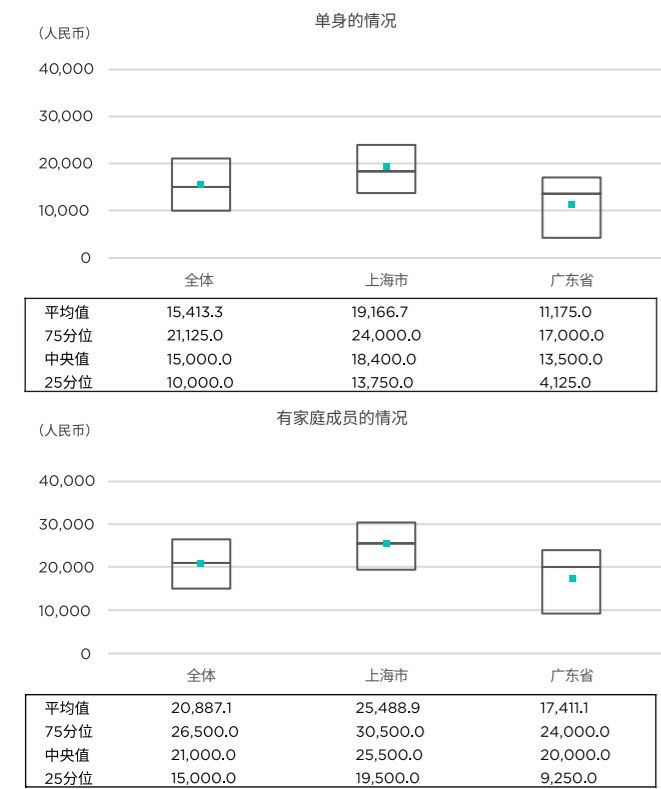 单身的情况
（人民币）
40,000
30,000
20,000
10,000
0
全体 上海市 广东省
平均值 15,413.3 19,166.7 11,175.0
75分位 21,125.0 24,000.0 17,000.0
中央值 15,000.0 18,400.0 13,500.0
25分位 10,000.0 13,750.0 4,125.0
有家庭成员的情况
（人民币）
40,000
30,000
20,000
10,000
0
全体 上海市 广东省
平均值 20,887.1 25,488.9 17,411.1
75分位 26,500.0 30,500.0 24,000.0
中央值 21,000.0 25,500.0 20,000.0
25分位 15,000.0 19,500.0 9,250.0